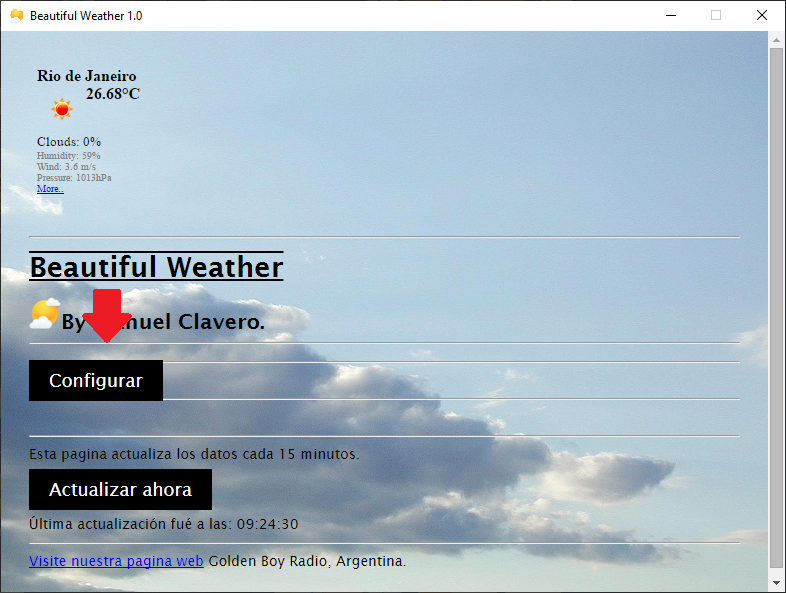 Beautiful Weather 1.0
Rio de Janeiro
26.68°C
Clouds: 0%
Humidity: 59%
Wind: 3.6 m/s
Pressure: 1013hPa
More..
Beautiful Weather
By nuel Clavero.
Configurar
Esta pagina actualiza los datos cada 15 minutos.
Actualizar ahora
Última actualización fué a las: 09:24:30
Visite nuestra pagina web Golden Boy Radio, Argentina.